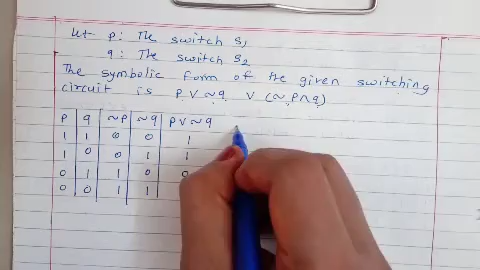 Let p: The switch S1
q: The switch S2
The symbolic form of the given switching
circuit is p ∨ ~q ∨ (~p ∩ q)
p q ~p ~q p ∨ ~q
1 1 0 0 1
1 0 0 1 1
0 1 1 0 0
0 0 1 1